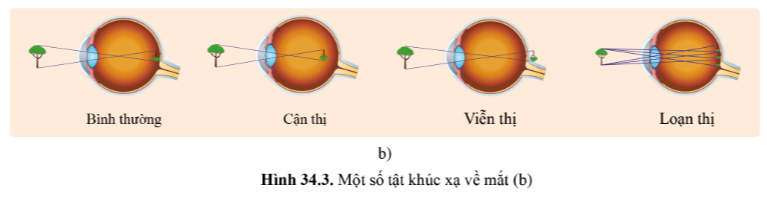 Bình thường Cận thị Viễn thị Loạn thị
b)
Hình 34.3. Một số tật khúc xạ về mắt (b)